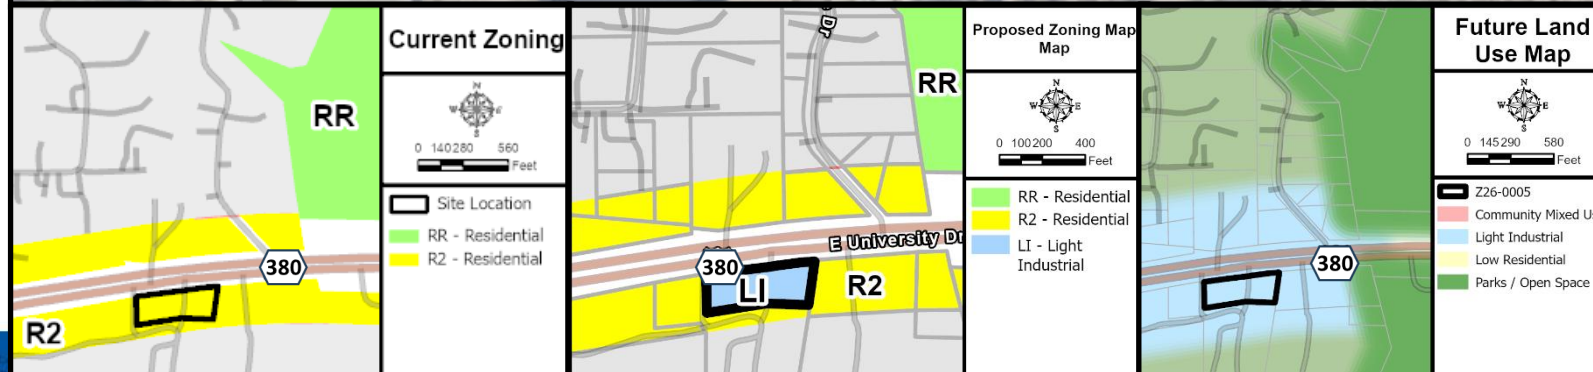 RR
380
R2
Current Zoning
N
W
E
S
0 140 280 560
Feet
Site Location
RR - Residential
R2 - Residential
Dr
RR
E University Dr
380
LI
R2
Proposed Zoning Map
Map
N
W
E
S
0 100 200 400
Feet
RR - Residential
R2 - Residential
LI - Light
Industrial
380
Future Land
Use Map
N
W
E
S
0 145 290 580
Feet
Z26-0005
Community Mixed Us
Light Industrial
Low Residential
Parks / Open Space